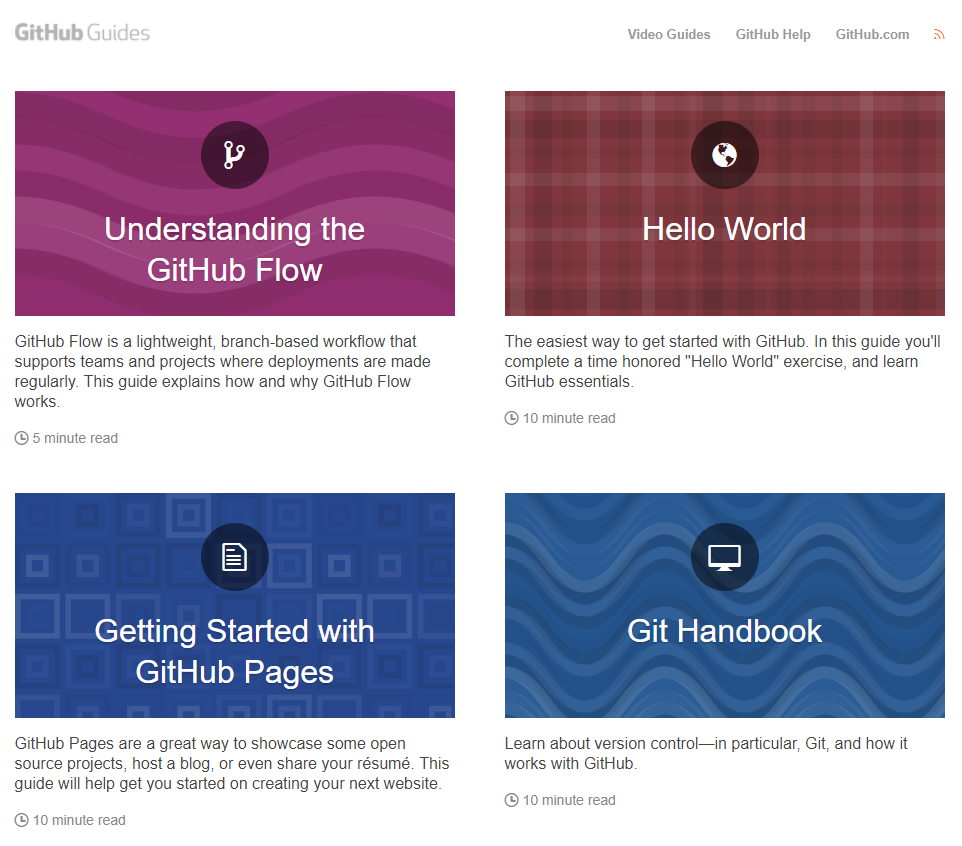 GitHub Guides
Video Guides
GitHub Help
GitHub.com
Understanding the
GitHub Flow
GitHub Flow is a lightweight, branch-based workflow that
supports teams and projects where deployments are made
regularly. This guide explains how and why GitHub Flow
works.
5 minute read
Hello World
The easiest way to get started with GitHub. In this guide you'll
complete a time honored "Hello World" exercise, and learn
GitHub essentials.
10 minute read
Getting Started with
GitHub Pages
GitHub Pages are a great way to showcase some open
source projects, host a blog, or even share your résumé. This
guide will help get you started on creating your next website.
10 minute read
Git Handbook
Learn about version control—in particular, Git, and how it
works with GitHub.
10 minute read